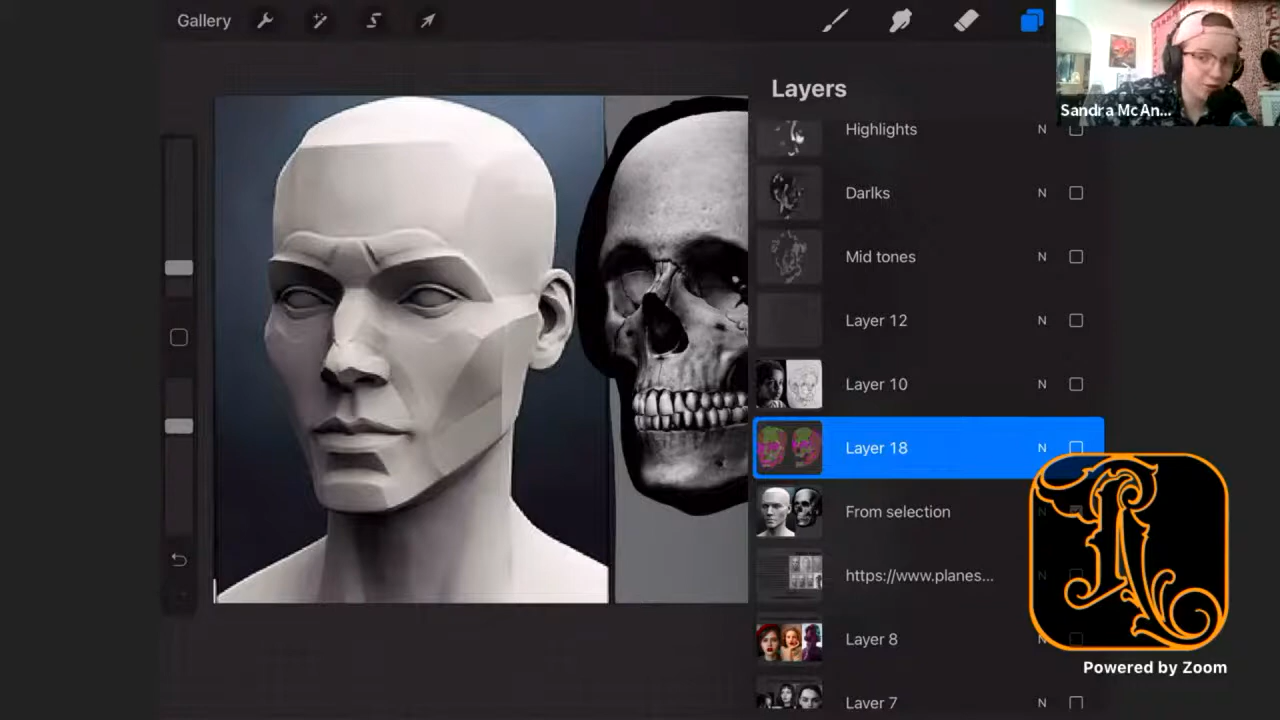 Gallery
Layers
Sandra McAn...
Highlights N
Darlks N
Mid tones N
Layer 12 N
Layer 10 N
Layer 18 N
From selection N
https://www.planes... N
Layer 8 N
Layer 7 N
Powered by Zoom